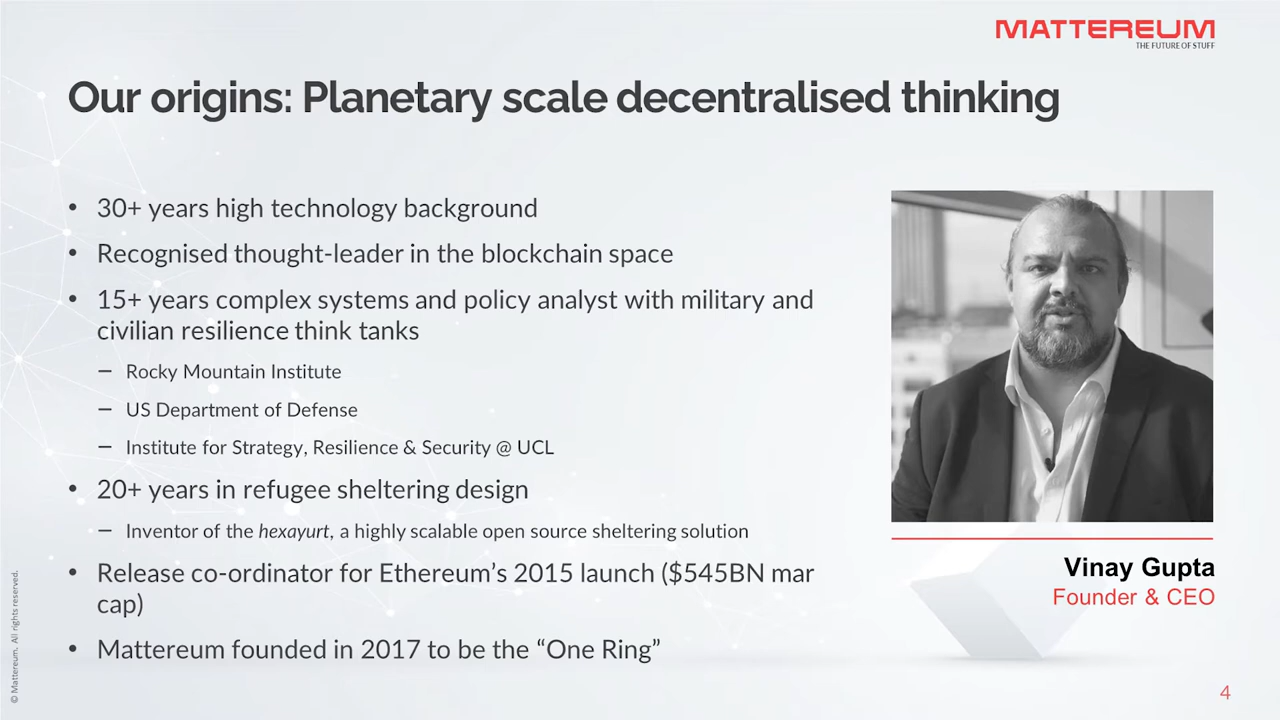 MATTEREUM
THE FUTURE OF STUFF
Our origins: Planetary scale decentralised thinking
• 30+ years high technology background
• Recognised thought-leader in the blockchain space
• 15+ years complex systems and policy analyst with military and
civilian resilience think tanks
– Rocky Mountain Institute
– US Department of Defense
– Institute for Strategy, Resilience & Security @ UCL
• 20+ years in refugee sheltering design
– Inventor of the hexayurt, a highly scalable open source sheltering solution
• Release co-ordinator for Ethereum’s 2015 launch ($545BN mar
cap)
• Mattereum founded in 2017 to be the “One Ring”
Vinay Gupta
Founder & CEO
© Mattereum. All rights reserved.
4